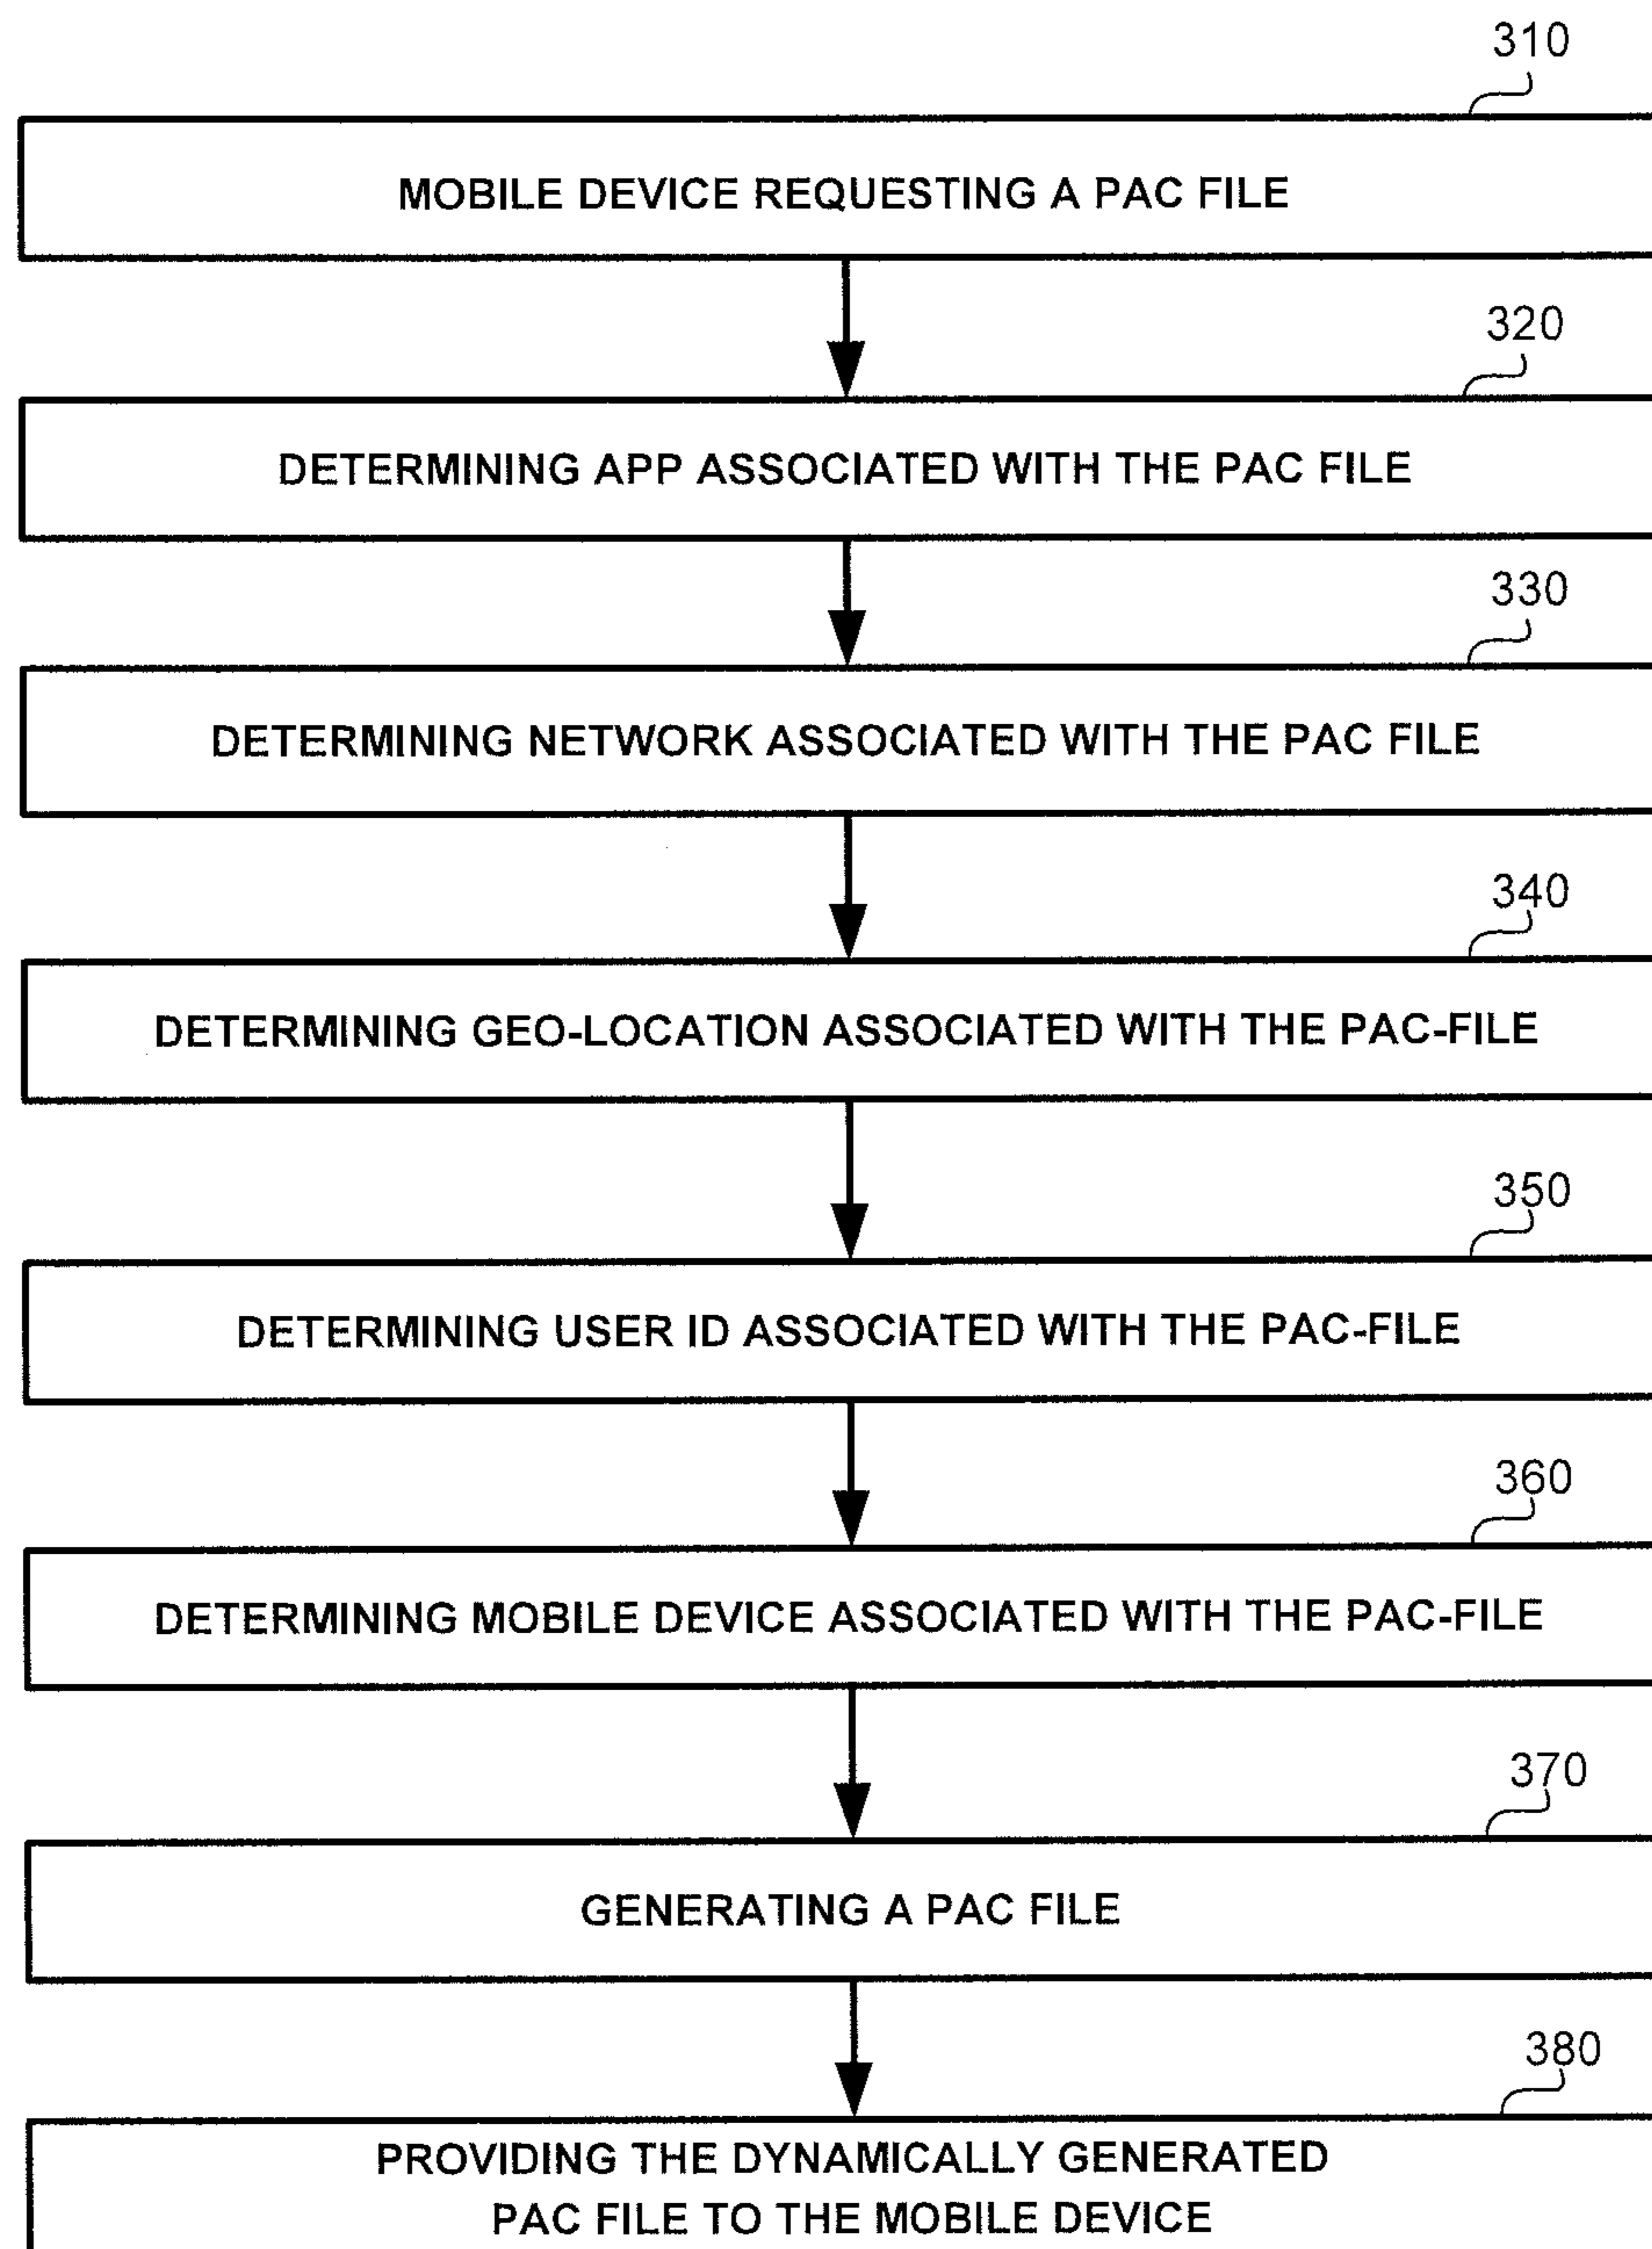 310
MOBILE DEVICE REQUESTING A PAC FILE
320
DETERMINING APP ASSOCIATED WITH THE PAC FILE
330
DETERMINING NETWORK ASSOCIATED WITH THE PAC FILE
340
DETERMINING GEO-LOCATION ASSOCIATED WITH THE PAC-FILE
350
DETERMINING USER ID ASSOCIATED WITH THE PAC-FILE
360
DETERMINING MOBILE DEVICE ASSOCIATED WITH THE PAC-FILE
370
GENERATING A PAC FILE
380
PROVIDING THE DYNAMICALLY GENERATED
PAC FILE TO THE MOBILE DEVICE